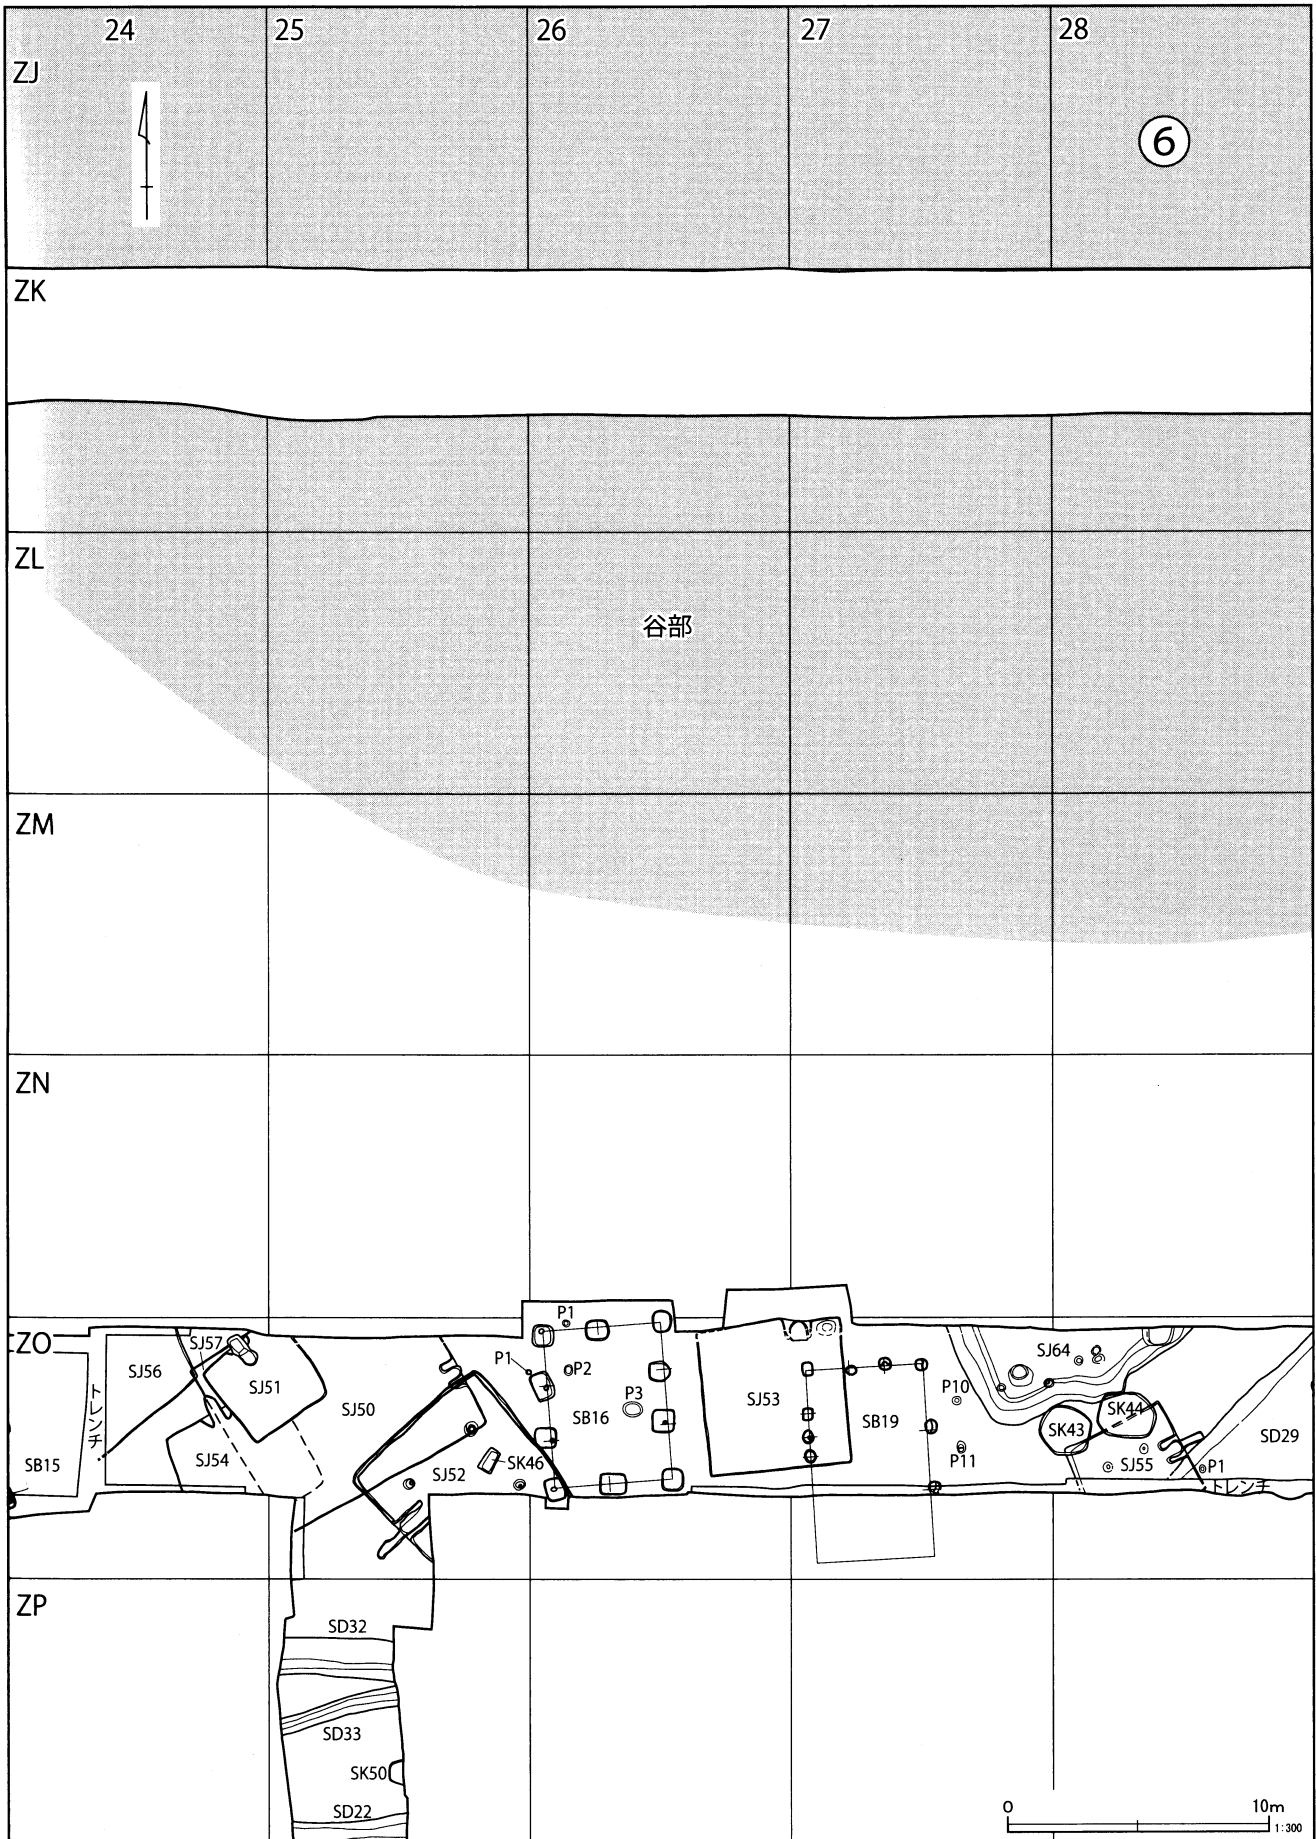 24 25 26 27 28
ZJ
6
ZK
ZL
谷部
ZM
ZN
ZO
P1
SJ57
SJ56
SJ51
SJ50
トレンチ
P1
P2
P3
SB16
SJ53
SB19
P10
P11
SJ64
SK44
SK43
SD29
SB15
SJ54
SJ52
SK46
SJ55
P1
トレンチ
ZP
SD32
SD33
SK50
SD22
0 10m
1:300